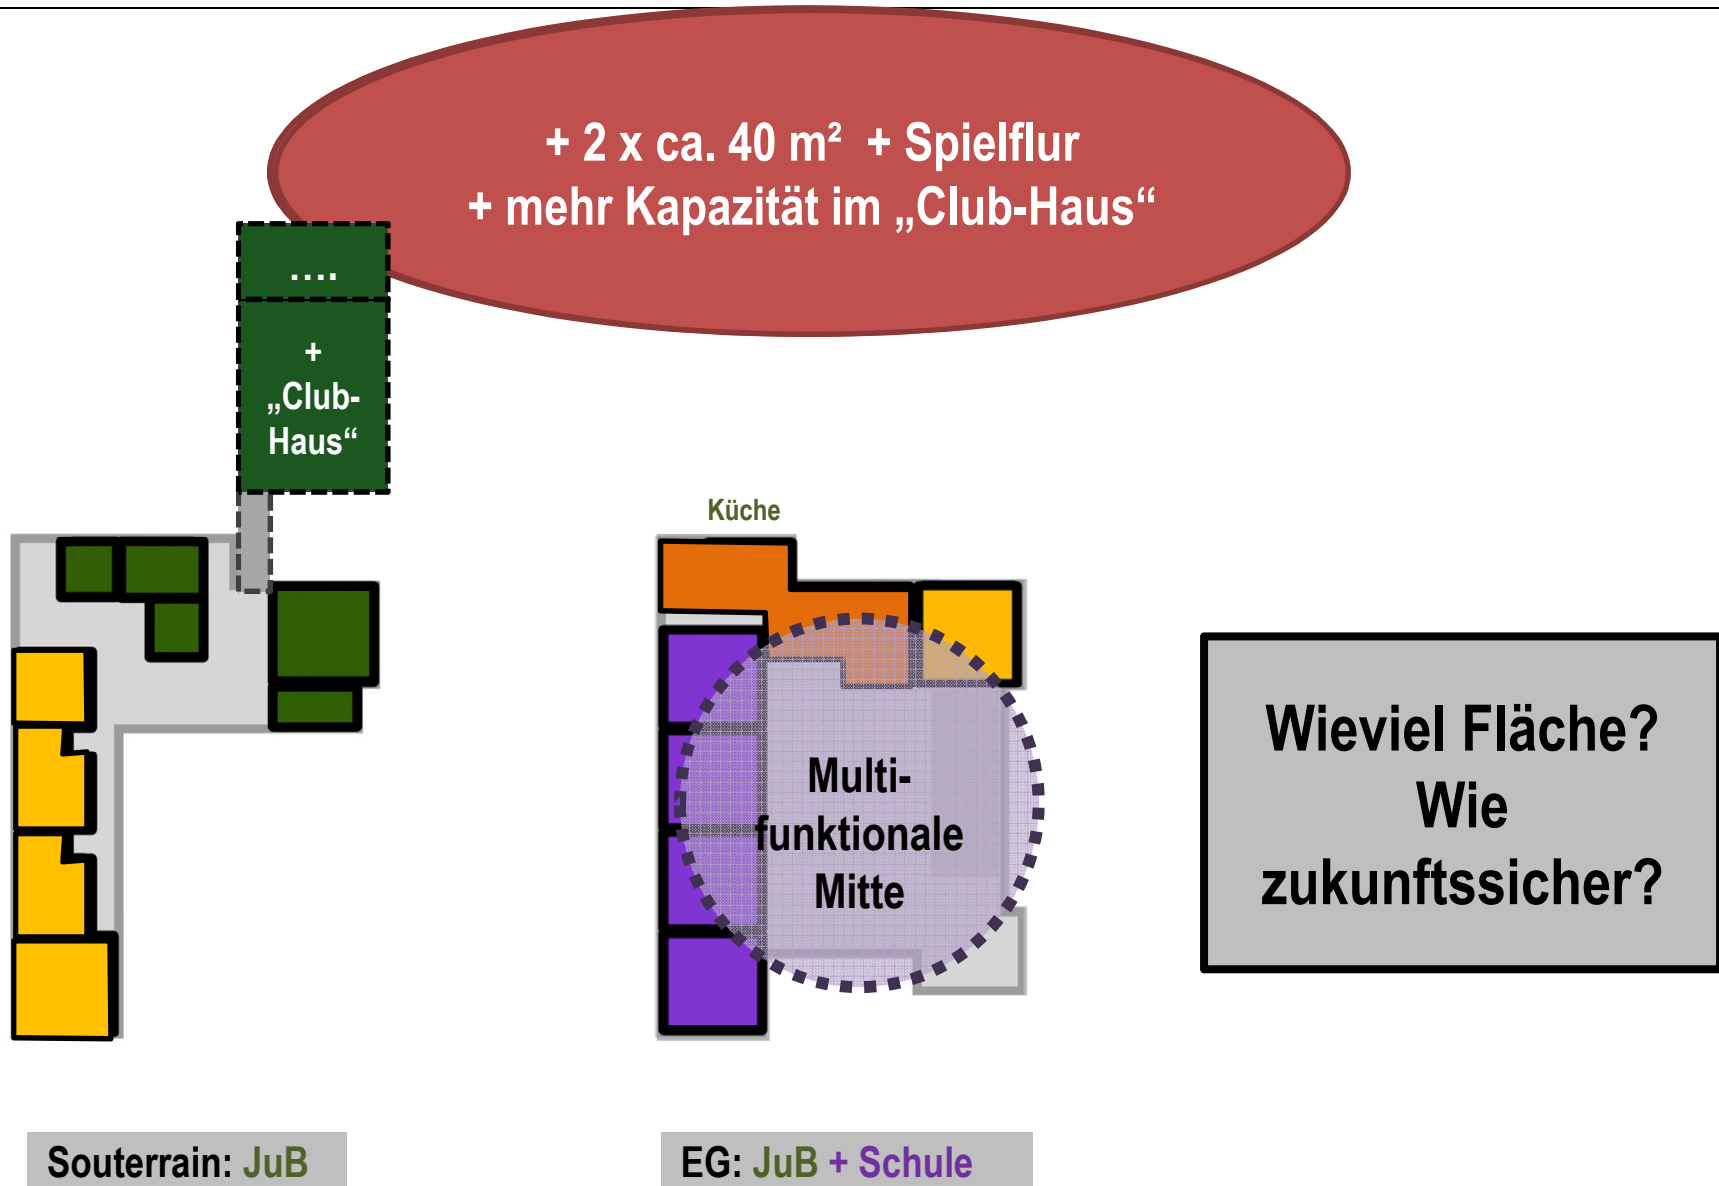 + 2 x ca. 40 m² + Spielflur
+ mehr Kapazität im „Club-Haus“
....
+
„Club-
Haus“
Küche
Multi-
funktionale
Mitte
Wieviel Fläche?
Wie
zukunftssicher?
Souterrain: JuB
EG: JuB + Schule